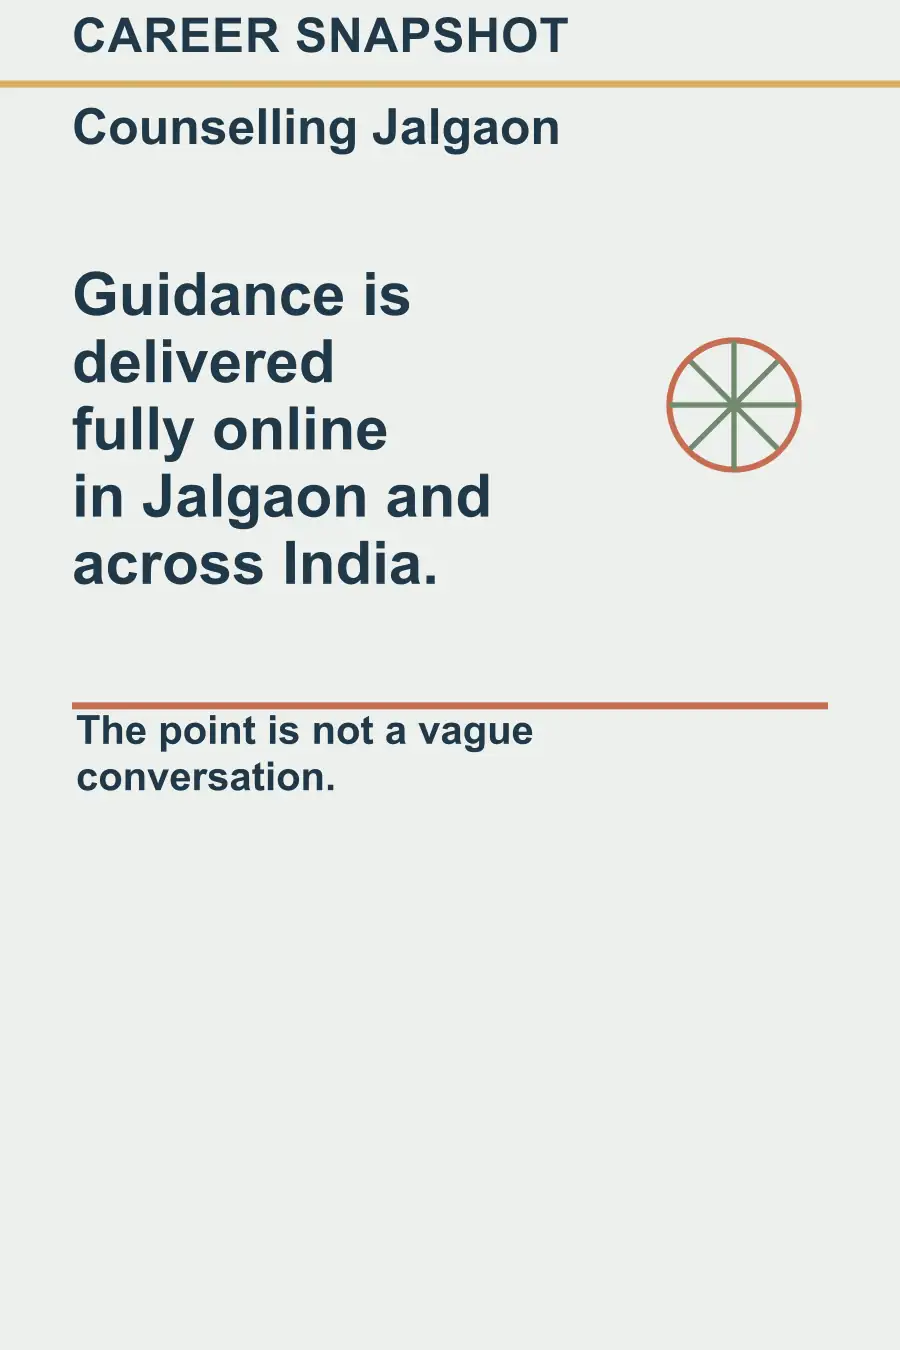 CAREER SNAPSHOT
Counselling Jalgaon
Guidance is
delivered
fully online
in Jalgaon and
across India.
The point is not a vague
conversation.